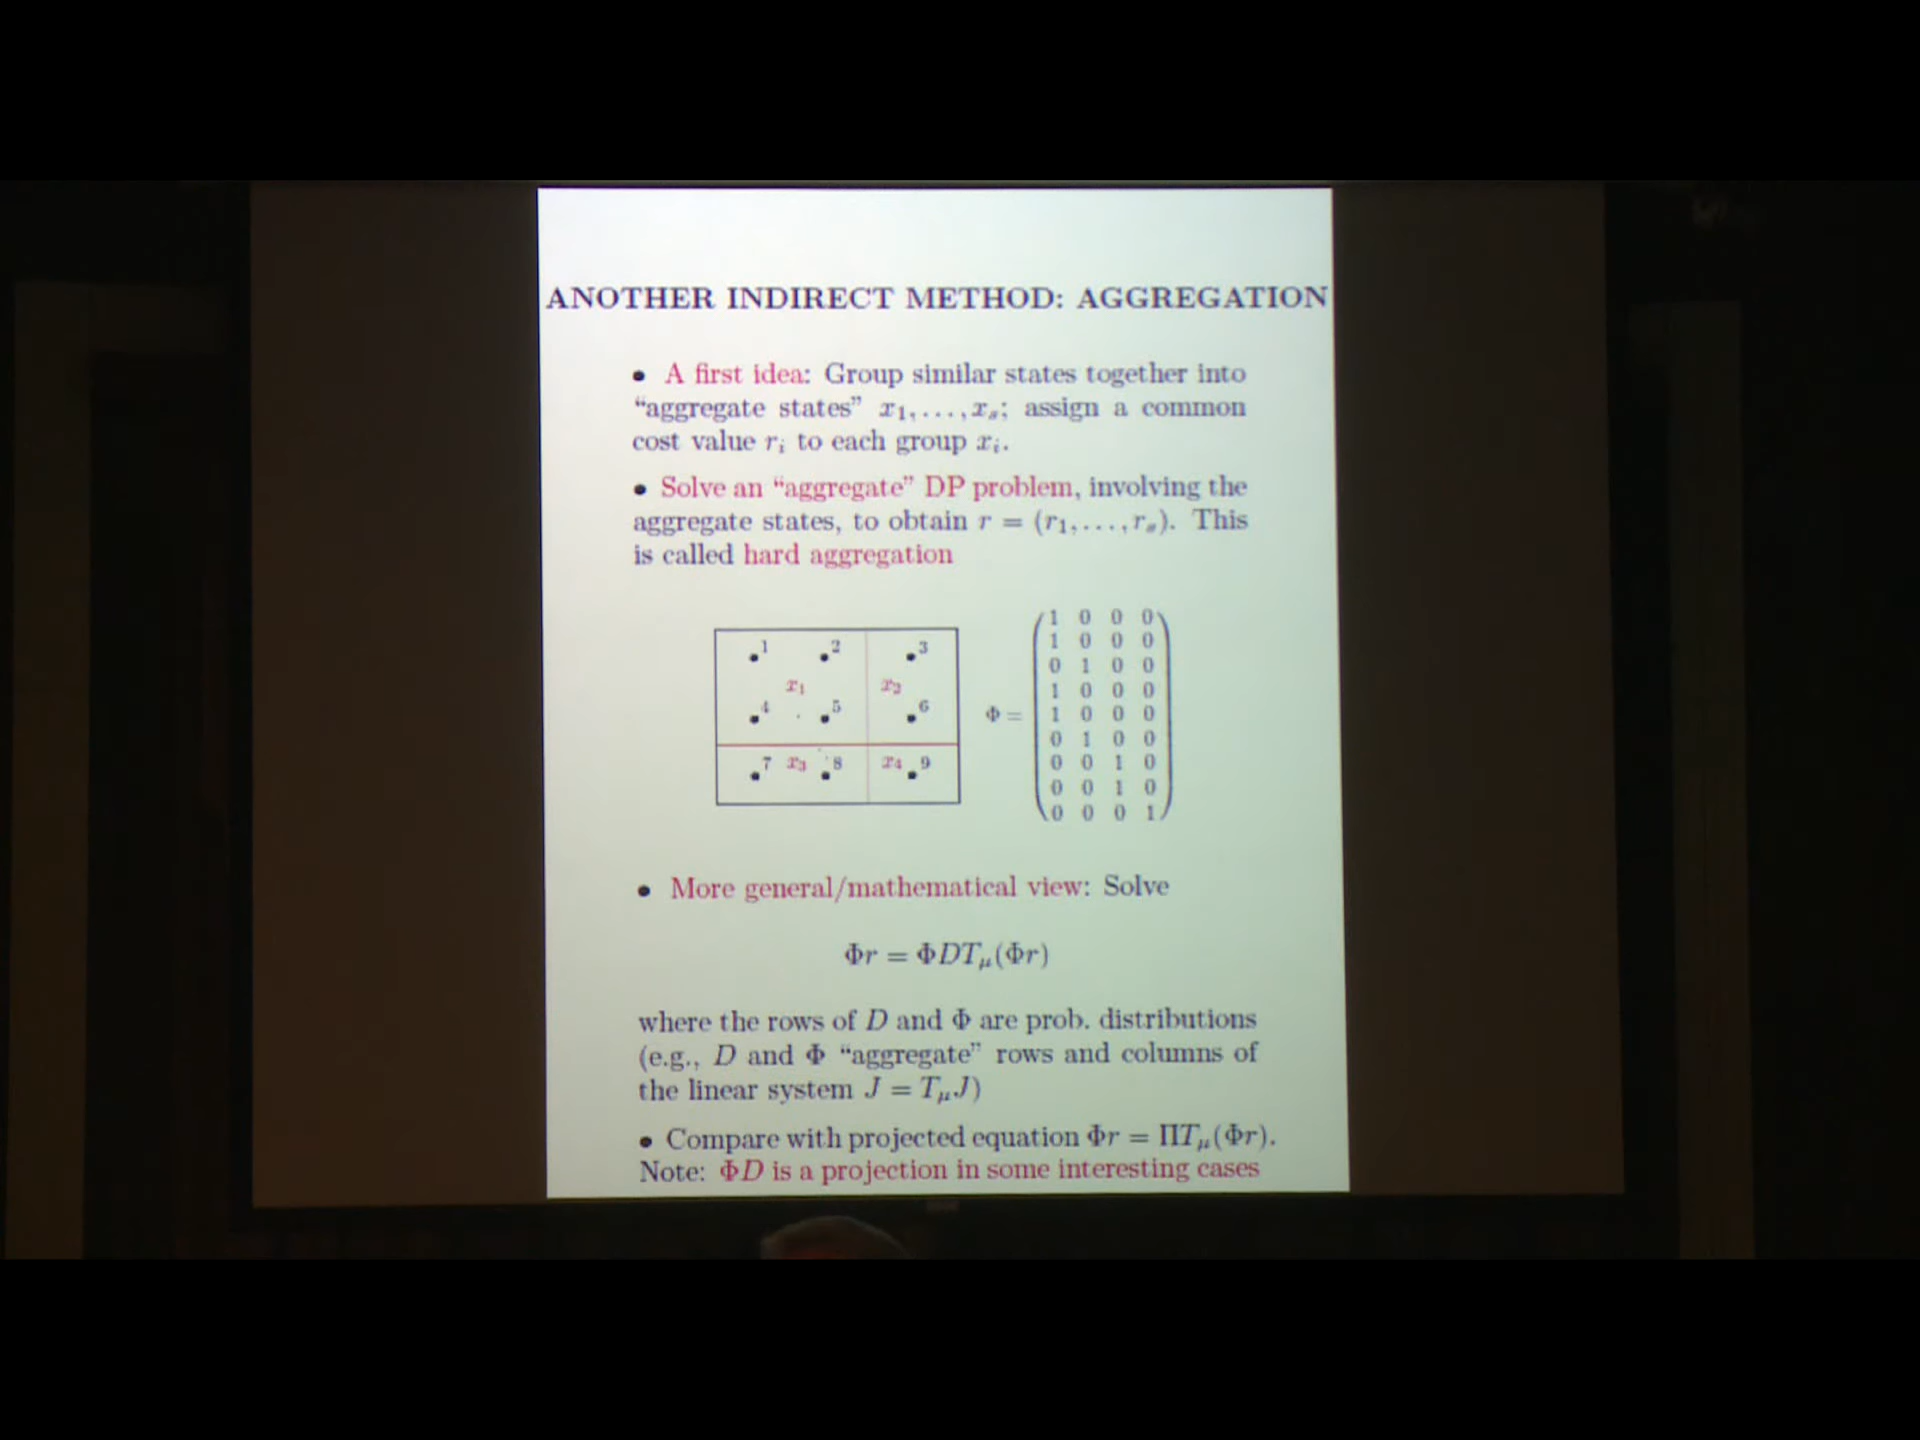 ANOTHER INDIRECT METHOD: AGGREGATION
• A first idea: Group similar states together into
“aggregate states” x₁, . . . , xₛ; assign a common
cost value rᵢ to each group xᵢ.
• Solve an “aggregate” DP problem, involving the
aggregate states, to obtain r = (r₁, . . . , rₛ). This
is called hard aggregation
1 2 3
x₁ x₂
4 5 6
7 x₃ 8 x₄ 9
Φ =
1 0 0 0
1 0 0 0
0 1 0 0
1 0 0 0
1 0 0 0
0 1 0 0
0 0 1 0
0 0 1 0
0 0 0 1
• More general/mathematical view: Solve
Φr = ΦDT_μ(Φr)
where the rows of D and Φ are prob. distributions
(e.g., D and Φ “aggregate” rows and columns of
the linear system J = T_μJ)
• Compare with projected equation Φr = ΠT_μ(Φr).
Note: ΦD is a projection in some interesting cases